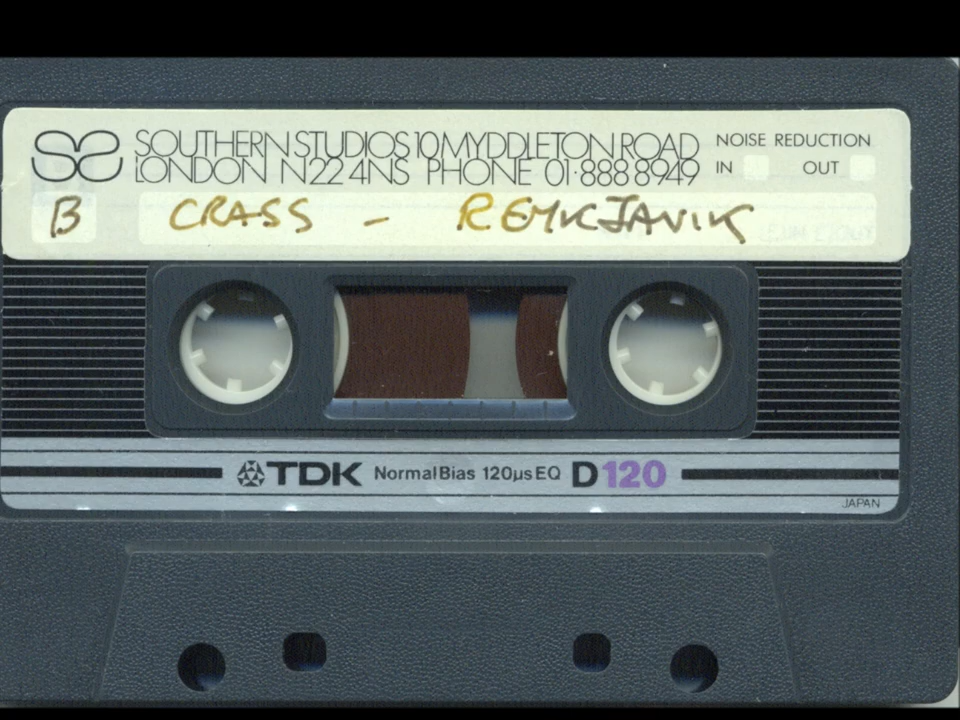 SOUTHERN STUDIOS 10 MYDDLETON ROAD
LONDON N22 4NS PHONE 01·888 8949
NOISE REDUCTION
IN OUT
B CRASS - REYKJAVIK
TDK Normal Bias 120µs EQ D120
JAPAN